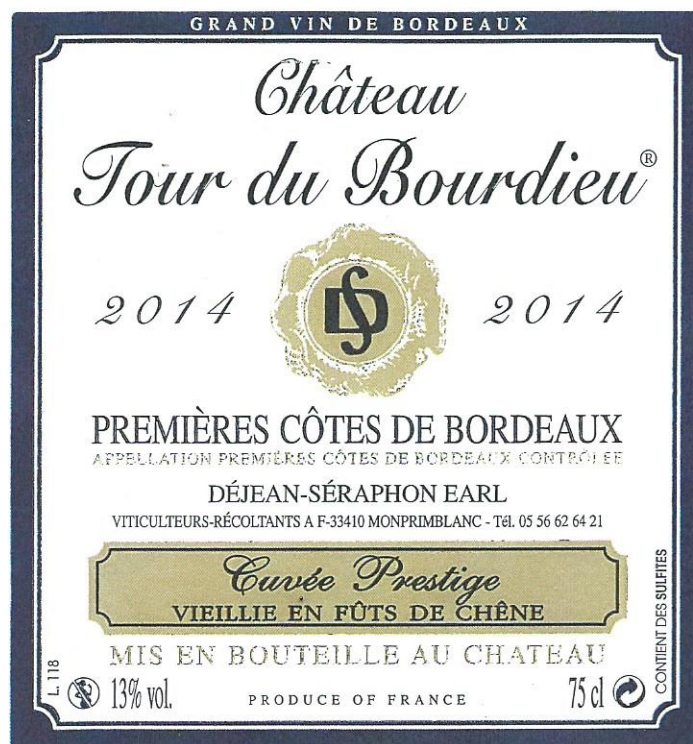 GRAND VIN DE BORDEAUX
Château
Tour du Bourdieu®
2014 DS 2014
PREMIÈRES CÔTES DE BORDEAUX
APPELLATION PREMIÈRES CÔTES DE BORDEAUX CONTRÔLÉE
DÉJEAN-SÉRAPHON EARL
VITICULTEURS-RÉCOLTANTS A F-33410 MONPRIMBLANC - Tél. 05 56 62 64 21
Cuvée Prestige
VIEILLIE EN FÛTS DE CHÊNE
MIS EN BOUTEILLE AU CHATEAU
L. 118
13% vol.
PRODUCE OF FRANCE
75 cl
CONTIENT DES SULFITES